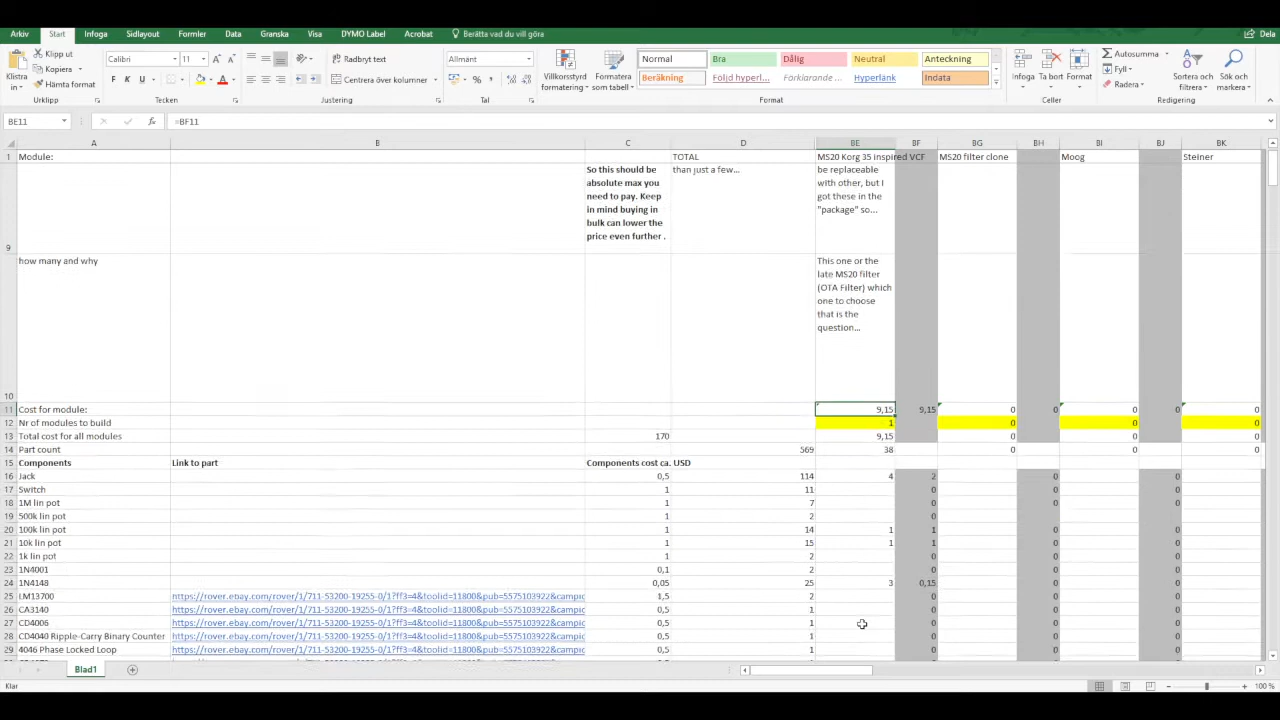 Arkiv Start Infoga Sidlayout Formler Data Granska Visa DYMO Label Acrobat Berätta vad du vill göra Dela
Klistra in
Klipp ut
Kopiera
Hämta format
Urklipp
Calibri 11
F K U
Tecken
Radbryt text
Centrera över kolumner
Justering
Allmänt
% 000
Tal
Villkorsstyrd formatering
Formatera som tabell
Normal Bra Dålig Neutral Anteckning
Beräkning Följd hyperl... Förklarande ... Hyperlänk Indata
Format
Infoga Ta bort Format
Celler
Autosumma
Fyll
Radera
Sortera och filtrera
Sök och markera
Redigering
BE11 fx =BF11
A B C D BE BF BG BH BI BJ BK
1 Module: TOTAL MS20 Korg 35 inspired VCF MS20 filter clone Moog Steiner
So this should be
absolute max you
need to pay. Keep
in mind buying in
bulk can lower the
price even further .
than just a few...
be replaceable
with other, but I
got these in the
"package" so...
9
how many and why
This one or the
late MS20 filter
(OTA Filter) which
one to choose
that is the
question...
10
11 Cost for module: 9,15 9,15 0 0 0 0 0
12 Nr of modules to build 1 0 0 0
13 Total cost for all modules 170 9,15 0 0 0
14 Part count 569 38 0 0 0
15 Components Link to part Components cost ca. USD
16 Jack 0,5 114 4 2 0 0
17 Switch 1 11 0 0 0
18 1M lin pot 1 7 0 0 0
19 500k lin pot 1 2 0
20 100k lin pot 1 14 1 1 0 0
21 10k lin pot 1 15 1 1 0 0
22 1k lin pot 1 2 0 0 0
23 1N4001 0,1 2 0 0 0
24 1N4148 0,05 25 3 0,15 0 0
25 LM13700 https://rover.ebay.com/rover/1/711-53200-19255-0/1?ff3=4&toolid=11800&pub=5575103922&campic 1,5 2 0 0 0
26 CA3140 https://rover.ebay.com/rover/1/711-53200-19255-0/1?ff3=4&toolid=11800&pub=5575103922&campic 0,5 1 0 0 0
27 CD4006 https://rover.ebay.com/rover/1/711-53200-19255-0/1?ff3=4&toolid=11800&pub=5575103922&campic 0,5 1 0 0 0
28 CD4040 Ripple-Carry Binary Counter https://rover.ebay.com/rover/1/711-53200-19255-0/1?ff3=4&toolid=11800&pub=5575103922&campic 0,5 1 0 0 0
29 4046 Phase Locked Loop https://rover.ebay.com/rover/1/711-53200-19255-0/1?ff3=4&toolid=11800&pub=5575103922&campic 0,5 1 0 0 0
Blad1
Klar 100 %